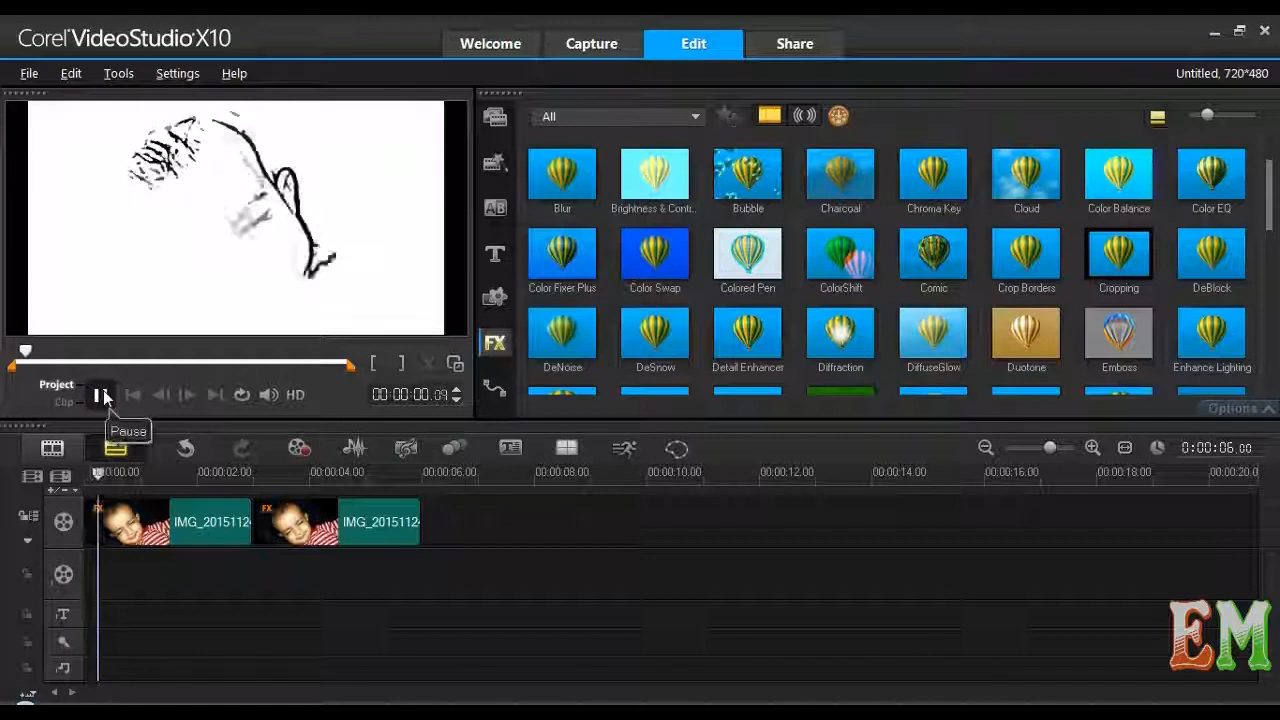 Corel VideoStudio X10
Welcome
Capture
Edit
Share
File
Edit
Tools
Settings
Help
Untitled, 720*480
All
Blur
Brightness & Contr..
Bubble
Charcoal
Chroma Key
Cloud
Color Balance
Color EQ
Color Fixer Plus
Color Swap
Colored Pen
ColorShift
Comic
Crop Borders
Cropping
DeBlock
DeNoise
DeSnow
Detail Enhancer
Diffraction
DiffuseGlow
Duotone
Emboss
Enhance Lighting
AB
T
FX
Options
Project
Clip
[ ]
HD
00:00:00.09
Pause
0:00:06.00
00:00:02.00
00:00:04.00
00:00:06.00
00:00:08.00
00:00:10.00
00:00:12.00
00:00:14.00
00:00:16.00
00:00:18.00
FX
IMG_2015112
FX
IMG_2015112
T
EM